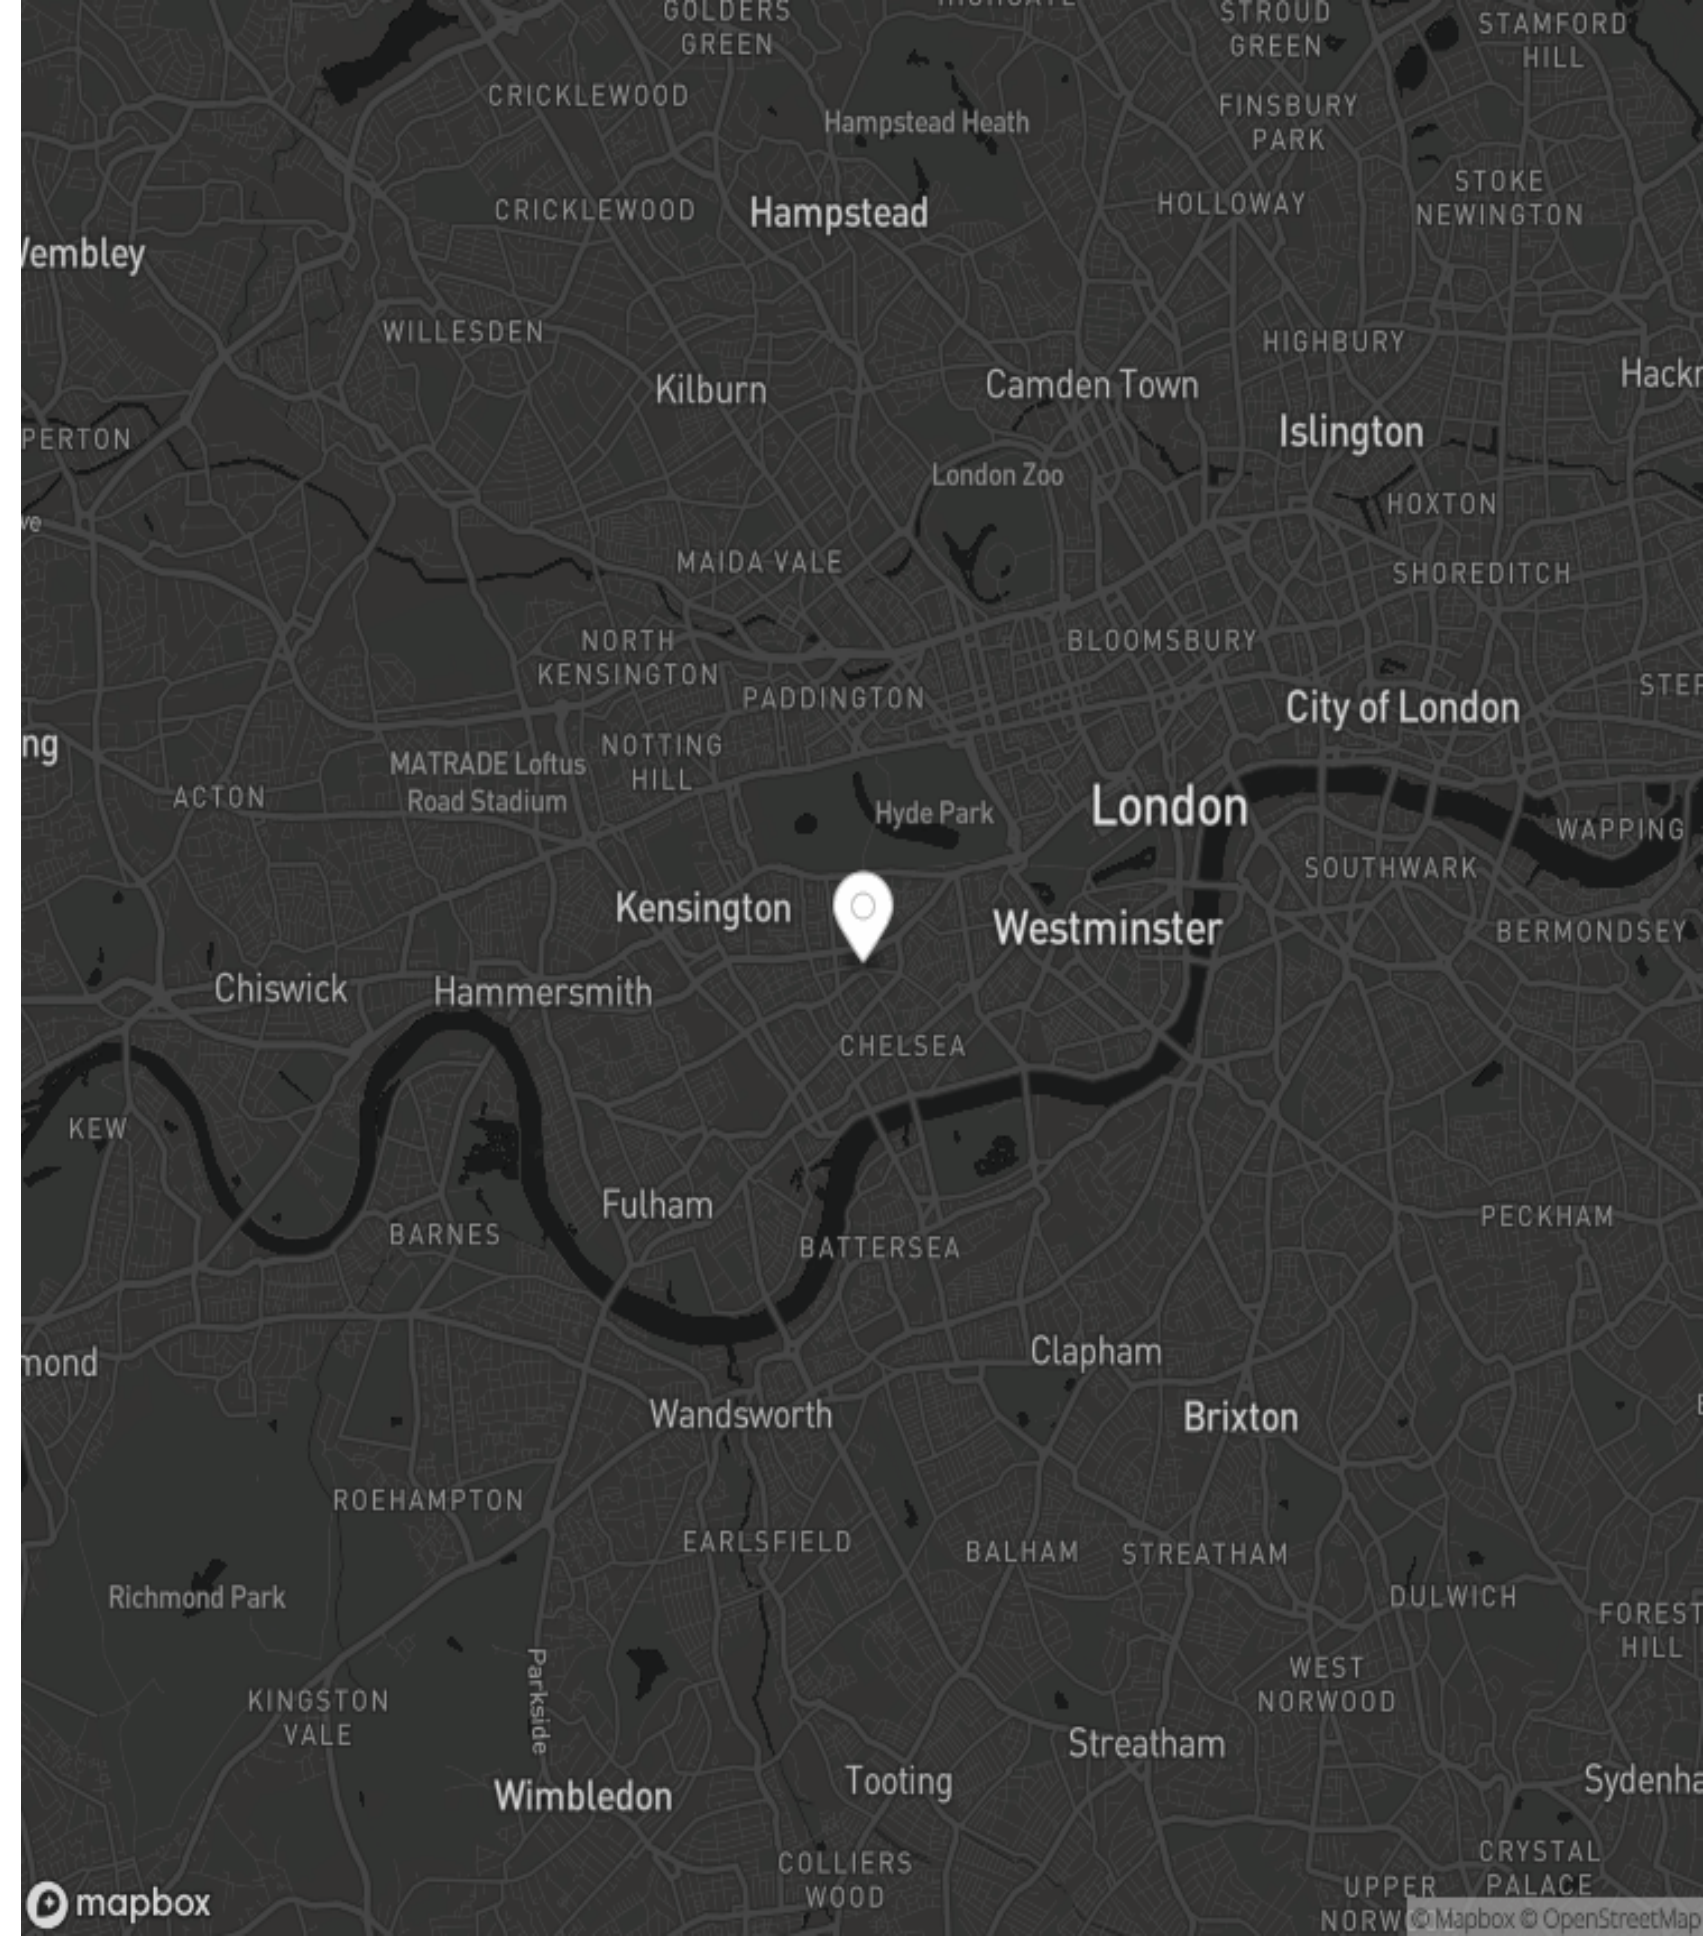 GOLDERS
GREEN
STROUD
GREEN
STAMFORD
HILL
CRICKLEWOOD
Hampstead Heath
FINSBURY
PARK
STOKE
NEWINGTON
CRICKLEWOOD
Hampstead
HOLLOWAY
embley
WILLESDEN
HIGHBURY
Kilburn
Camden Town
Hackr
Islington
PERTON
London Zoo
HOXTON
ve
MAIDA VALE
SHOREDITCH
NORTH
KENSINGTON
BLOOMSBURY
PADDINGTON
STEP
City of London
ng
NOTTING
HILL
MATRADE Loftus
Road Stadium
ACTON
Hyde Park
London
WAPPING
SOUTHWARK
Kensington
Westminster
BERMONDSEY
Chiswick
Hammersmith
CHELSEA
KEW
Fulham
PECKHAM
BARNES
BATTERSEA
mond
Clapham
Wandsworth
Brixton
ROEHAMPTON
EARLSFIELD
BALHAM
STREATHAM
Richmond Park
DULWICH
FOREST
HILL
Parkside
WEST
NORWOOD
KINGSTON
VALE
Streatham
Wimbledon
Tooting
Sydenha
COLLIERS
WOOD
CRYSTAL
PALACE
UPPER
NORW
mapbox
© Mapbox © OpenStreetMap